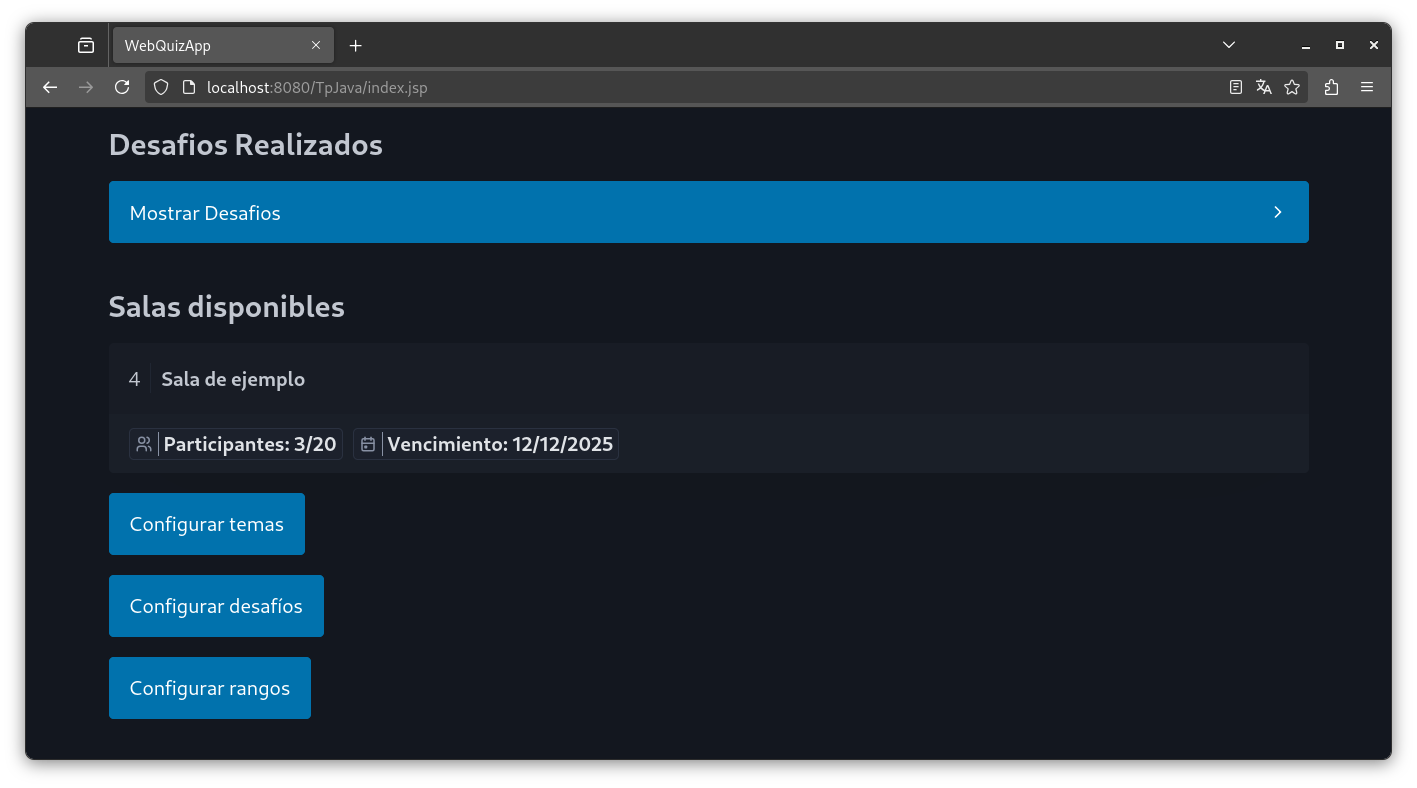 WebQuizApp
localhost:8080/TpJava/index.jsp
Desafios Realizados
Mostrar Desafios
Salas disponibles
4 Sala de ejemplo
Participantes: 3/20 Vencimiento: 12/12/2025
Configurar temas
Configurar desafíos
Configurar rangos